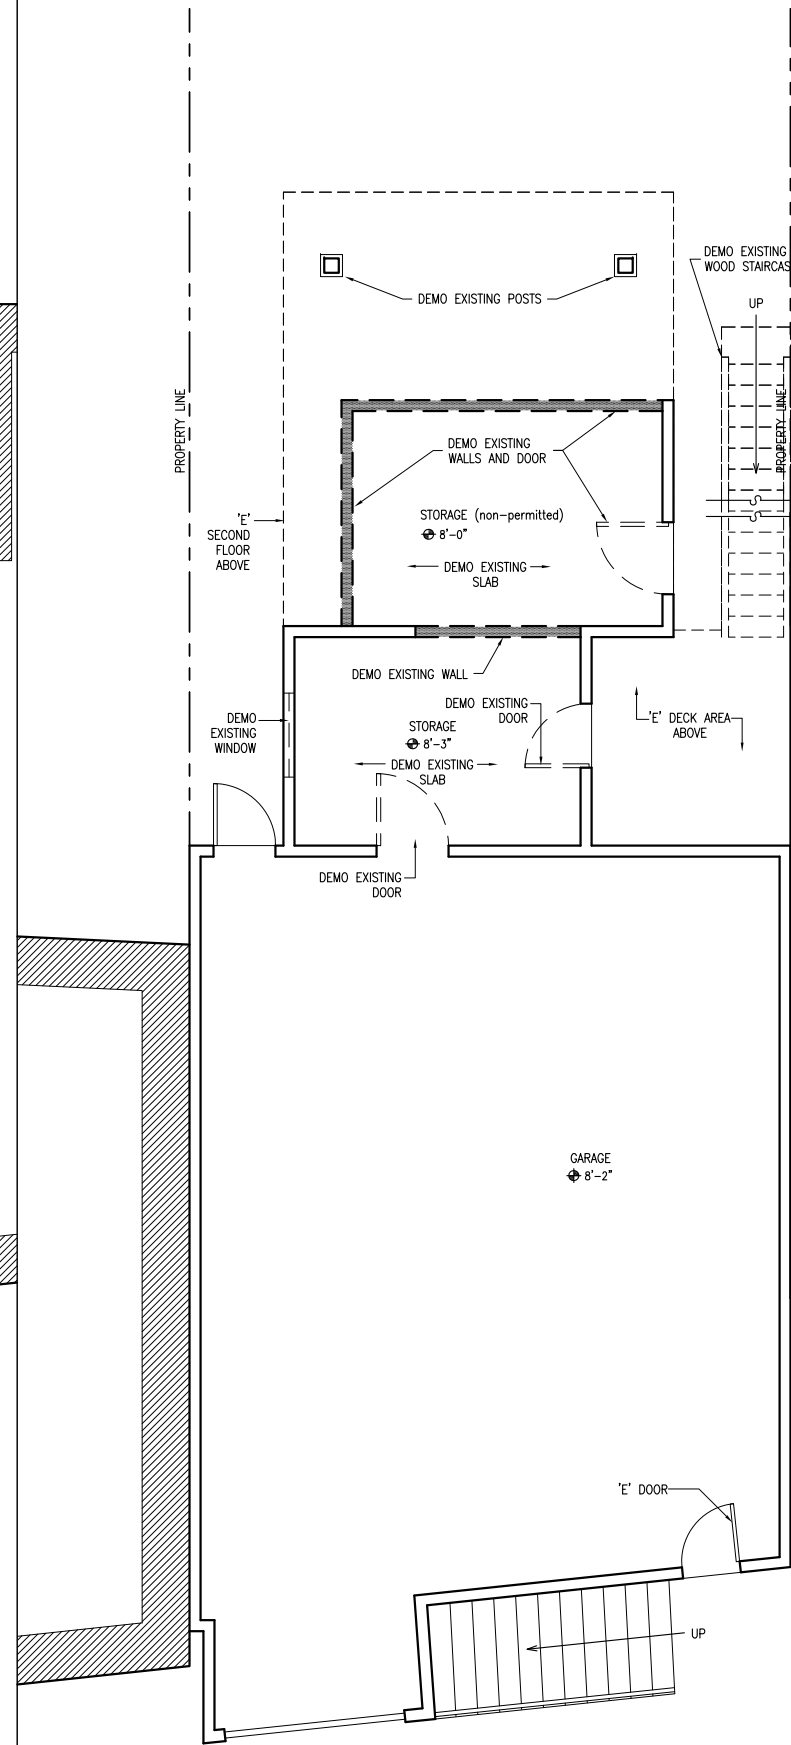 DEMO EXISTING
WOOD STAIRCAS
DEMO EXISTING POSTS
UP
PROPERTY LINE
PROPERTY LINE
DEMO EXISTING
WALLS AND DOOR
'E'
SECOND
FLOOR
ABOVE
STORAGE (non-permitted)
8'-0"
DEMO EXISTING
SLAB
DEMO EXISTING WALL
DEMO EXISTING
DOOR
DEMO
EXISTING
WINDOW
STORAGE
8'-3"
'E' DECK AREA
ABOVE
DEMO EXISTING
SLAB
DEMO EXISTING
DOOR
GARAGE
8'-2"
'E' DOOR
UP